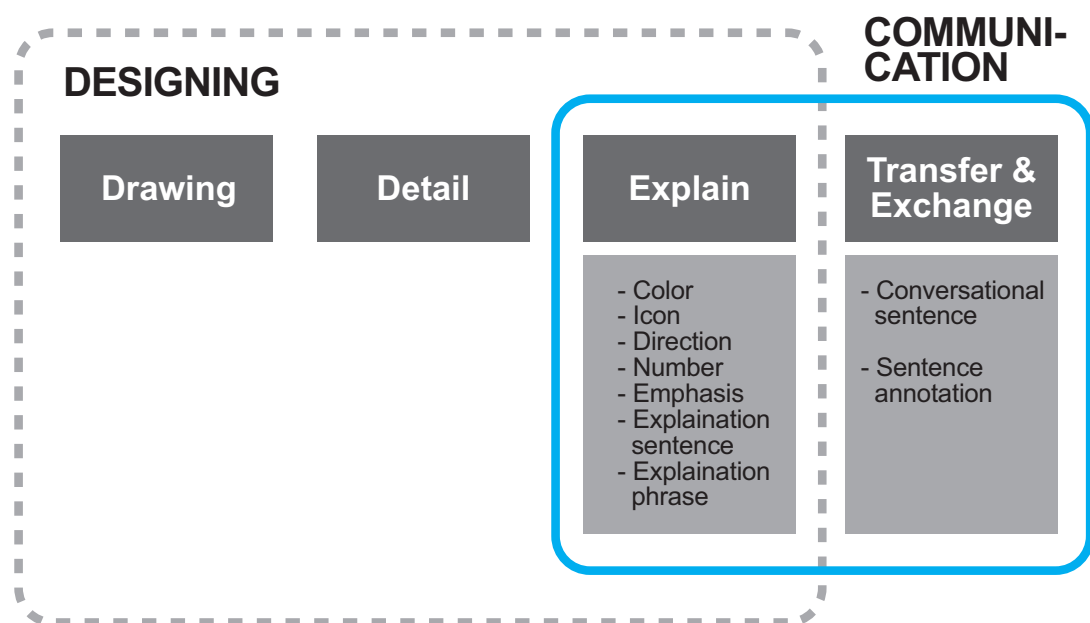 COMMUNI-
CATION
DESIGNING
Drawing
Detail
Explain
Transfer &
Exchange
- Color
- Icon
- Direction
- Number
- Emphasis
- Explaination
sentence
- Explaination
phrase
- Conversational
sentence
- Sentence
annotation